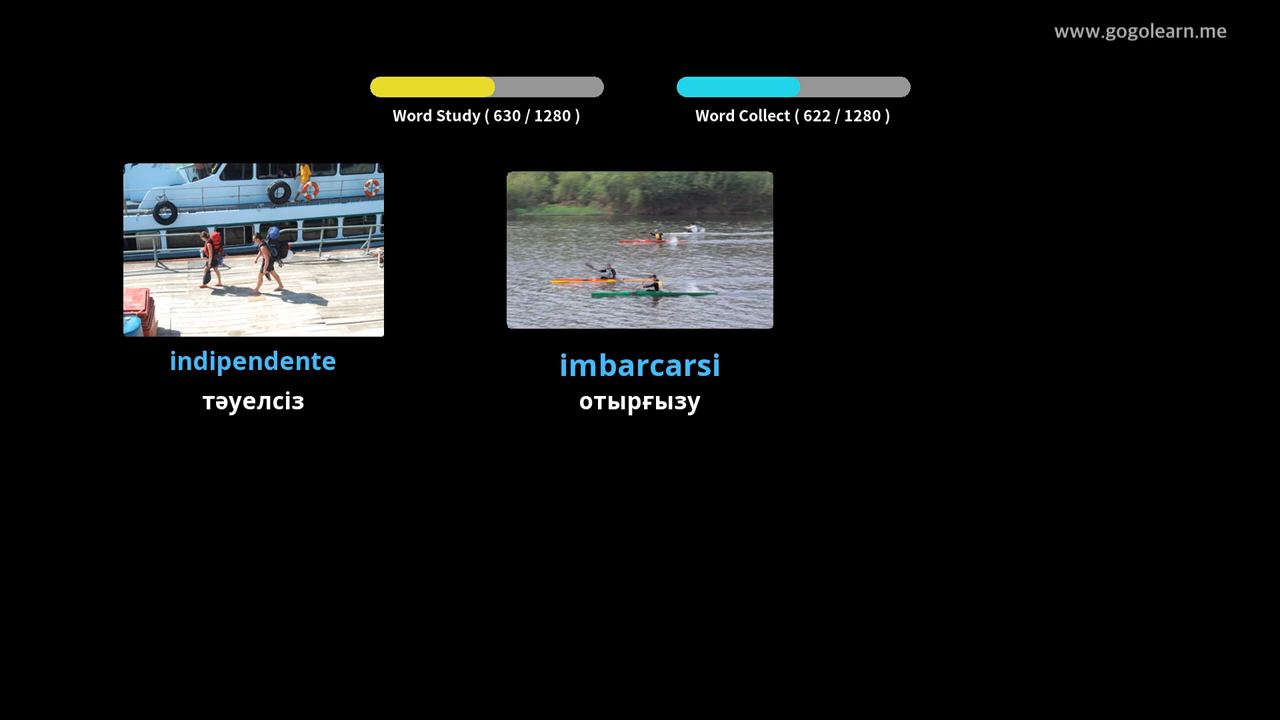 www.gogolearn.me
Word Study ( 630 / 1280 )
Word Collect ( 622 / 1280 )
indipendente
тәуелсіз
imbarcarsi
отырғызу